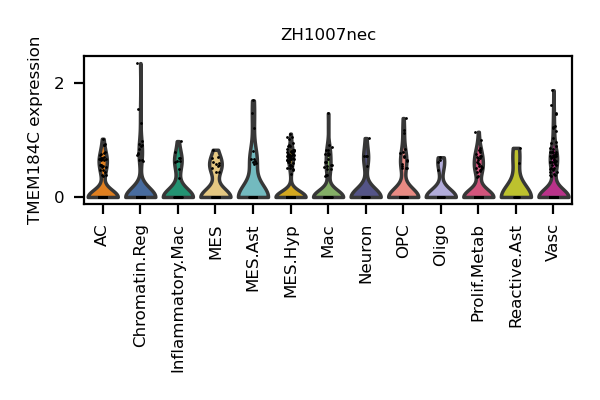 ZH1007nec
TMEM184C expression
2
0
AC
Chromatin.Reg
Inflammatory.Mac
MES
MES.Ast
MES.Hyp
Mac
Neuron
OPC
Oligo
Prolif.Metab
Reactive.Ast
Vasc